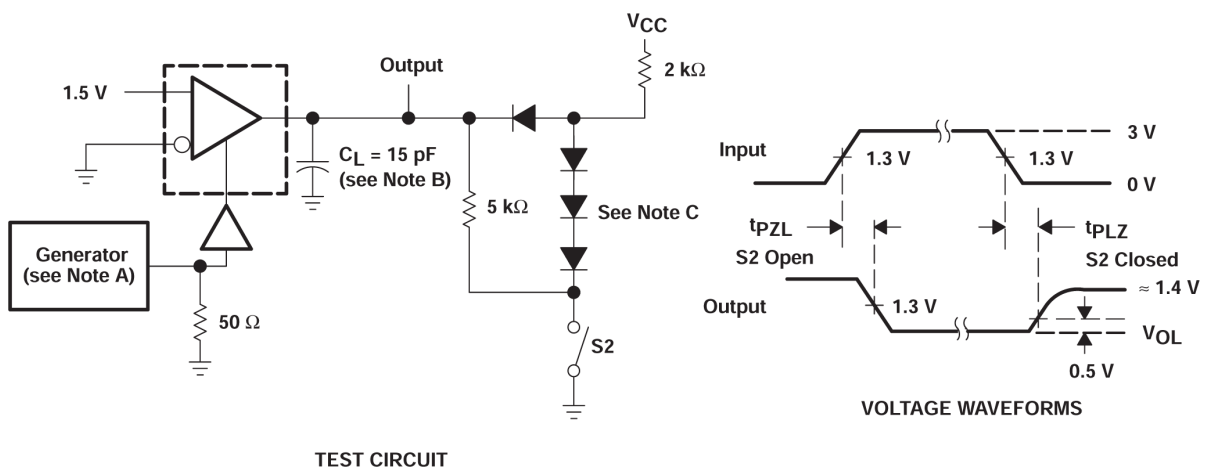 VCC
2 kΩ
Output
1.5 V
CL = 15 pF
(see Note B)
5 kΩ
See Note C
Generator
(see Note A)
50 Ω
S2
TEST CIRCUIT
3 V
Input
1.3 V
1.3 V
0 V
tPZL
tPLZ
S2 Open
S2 Closed
≈ 1.4 V
Output
1.3 V
VOL
0.5 V
VOLTAGE WAVEFORMS